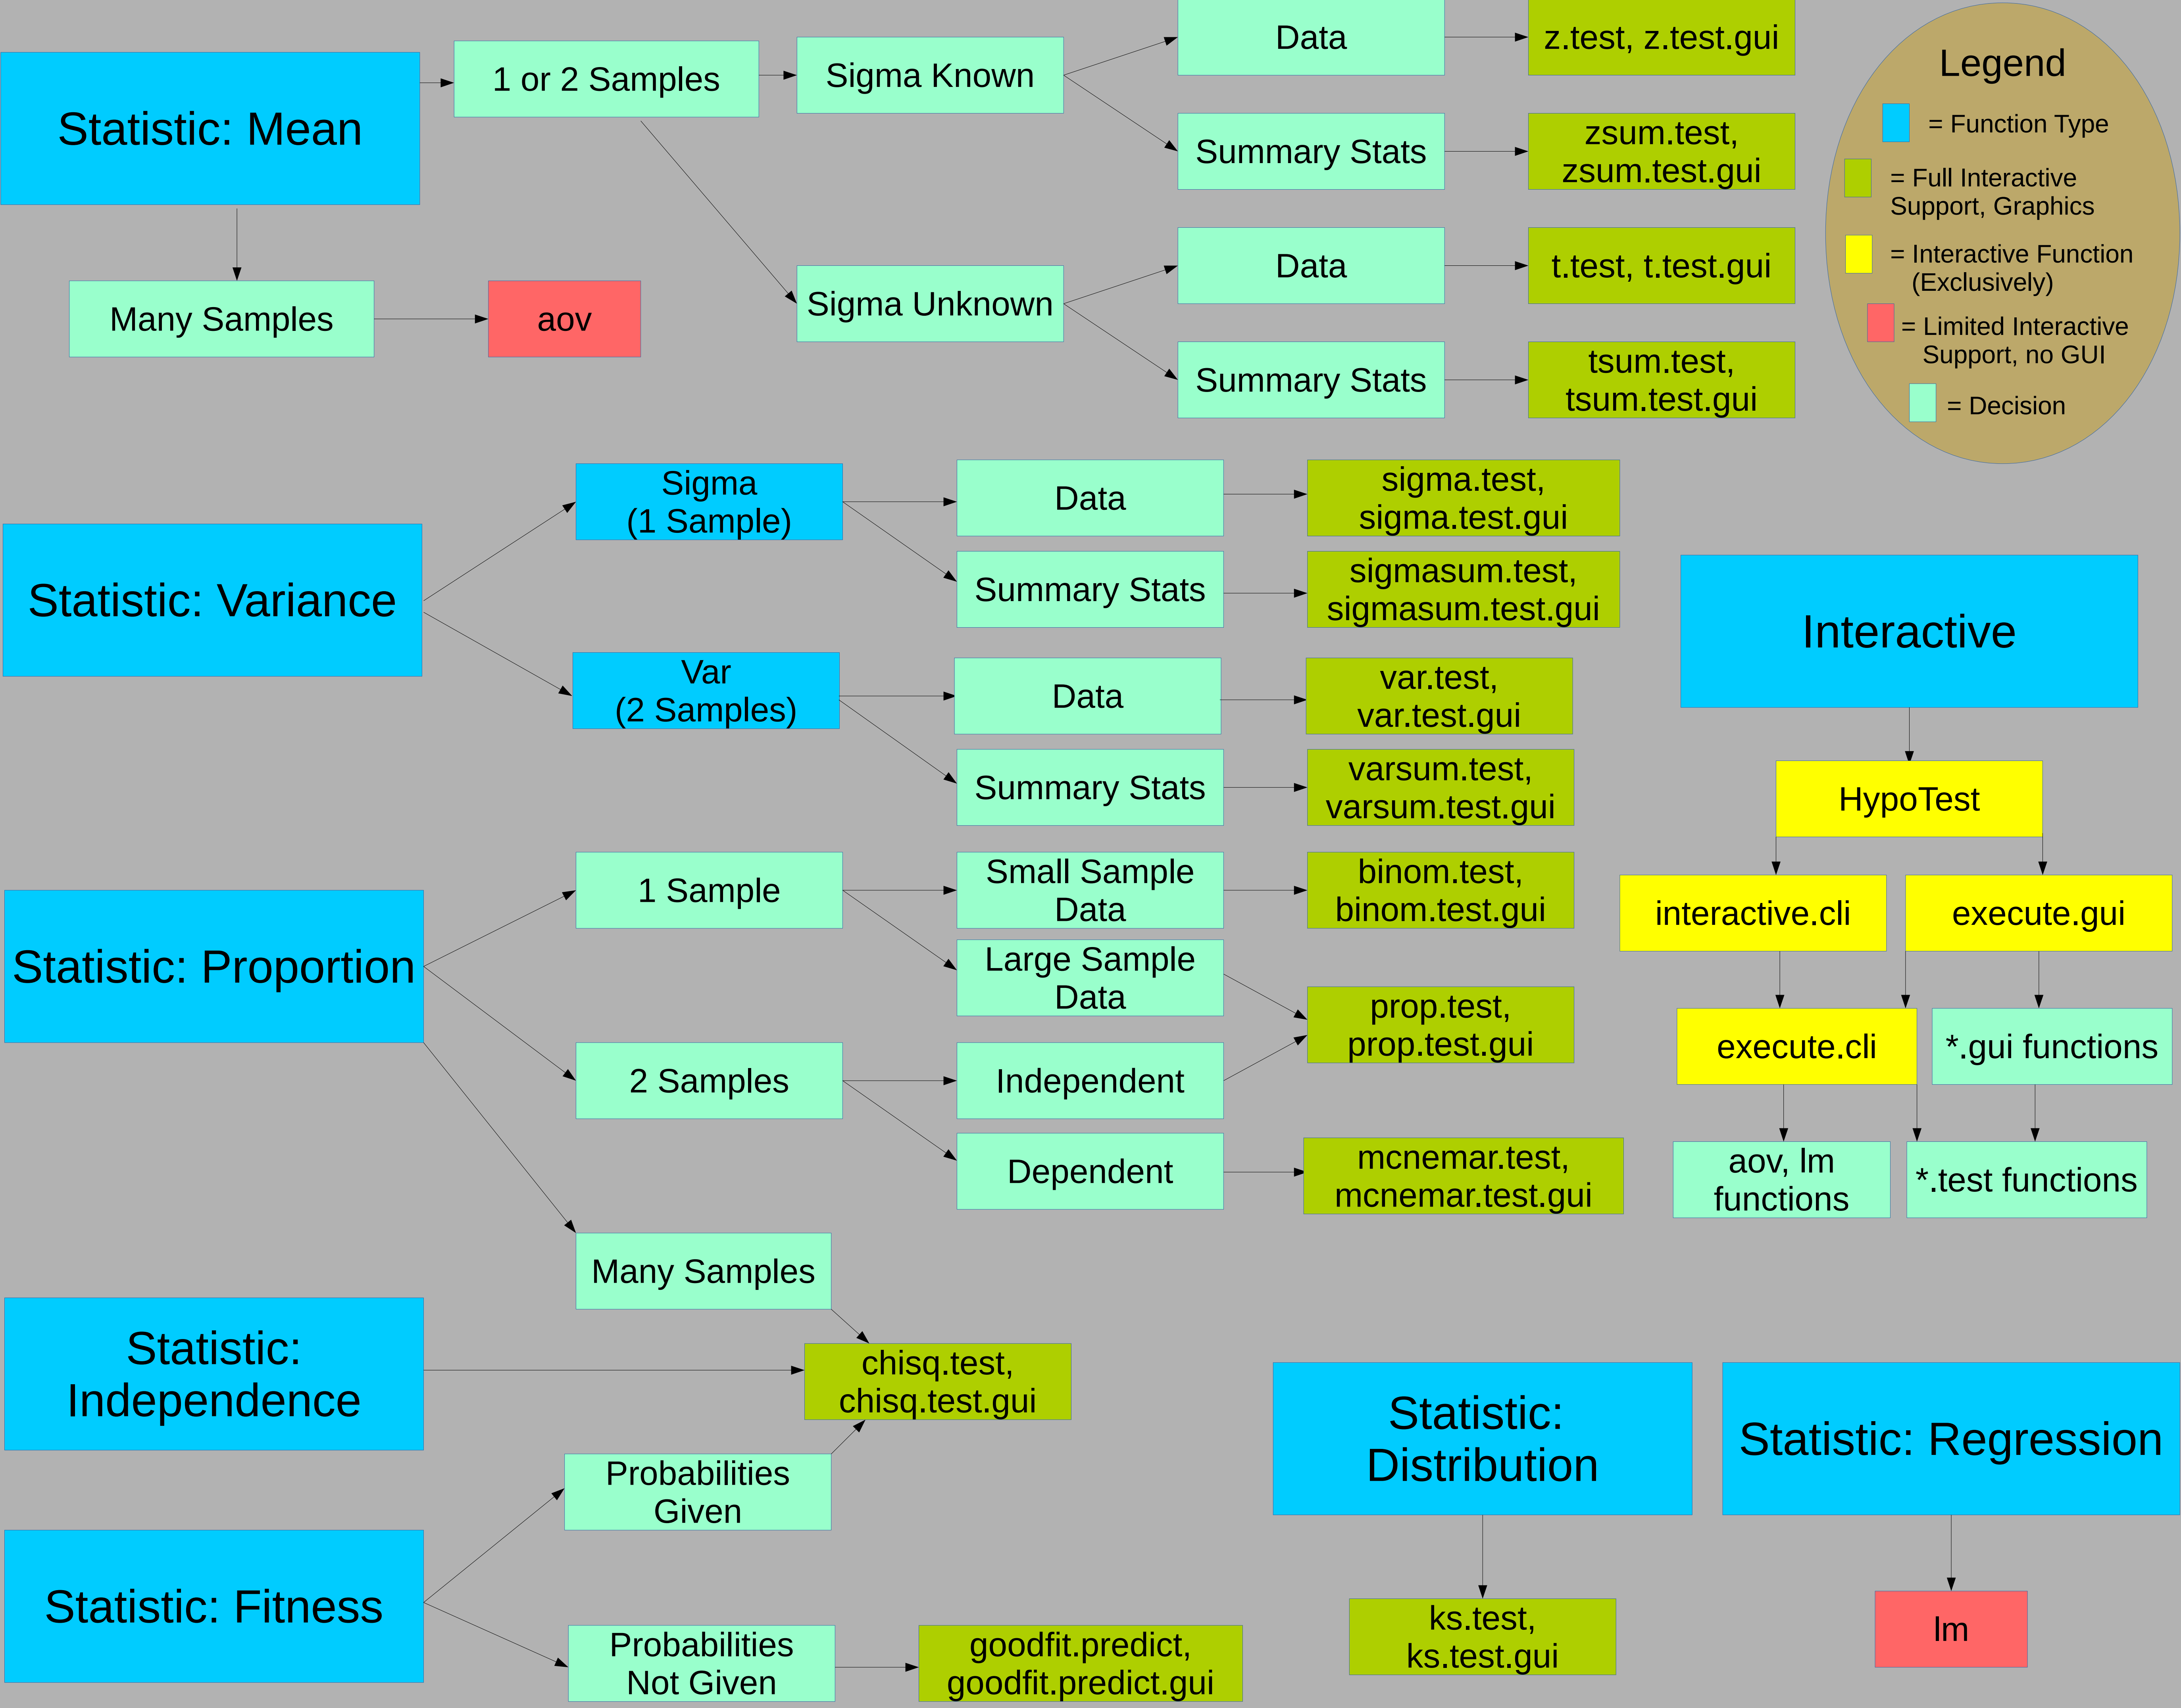 Statistic: Mean
1 or 2 Samples
Sigma Known
Data
z.test, z.test.gui
Summary Stats
zsum.test,
zsum.test.gui
Sigma Unknown
Data
t.test, t.test.gui
Summary Stats
tsum.test,
tsum.test.gui
Many Samples
aov
Legend
= Function Type
= Full Interactive
Support, Graphics
= Interactive Function
(Exclusively)
= Limited Interactive
Support, no GUI
= Decision
Statistic: Variance
Sigma
(1 Sample)
Data
sigma.test,
sigma.test.gui
Summary Stats
sigmasum.test,
sigmasum.test.gui
Var
(2 Samples)
Data
var.test,
var.test.gui
Summary Stats
varsum.test,
varsum.test.gui
Statistic: Proportion
1 Sample
Small Sample
Data
binom.test,
binom.test.gui
Large Sample
Data
prop.test,
prop.test.gui
2 Samples
Independent
Dependent
mcnemar.test,
mcnemar.test.gui
Many Samples
Interactive
HypoTest
interactive.cli
execute.gui
execute.cli
*.gui functions
aov, lm
functions
*.test functions
Statistic:
Independence
chisq.test,
chisq.test.gui
Statistic: Fitness
Probabilities
Given
Probabilities
Not Given
goodfit.predict,
goodfit.predict.gui
Statistic:
Distribution
ks.test,
ks.test.gui
Statistic: Regression
lm